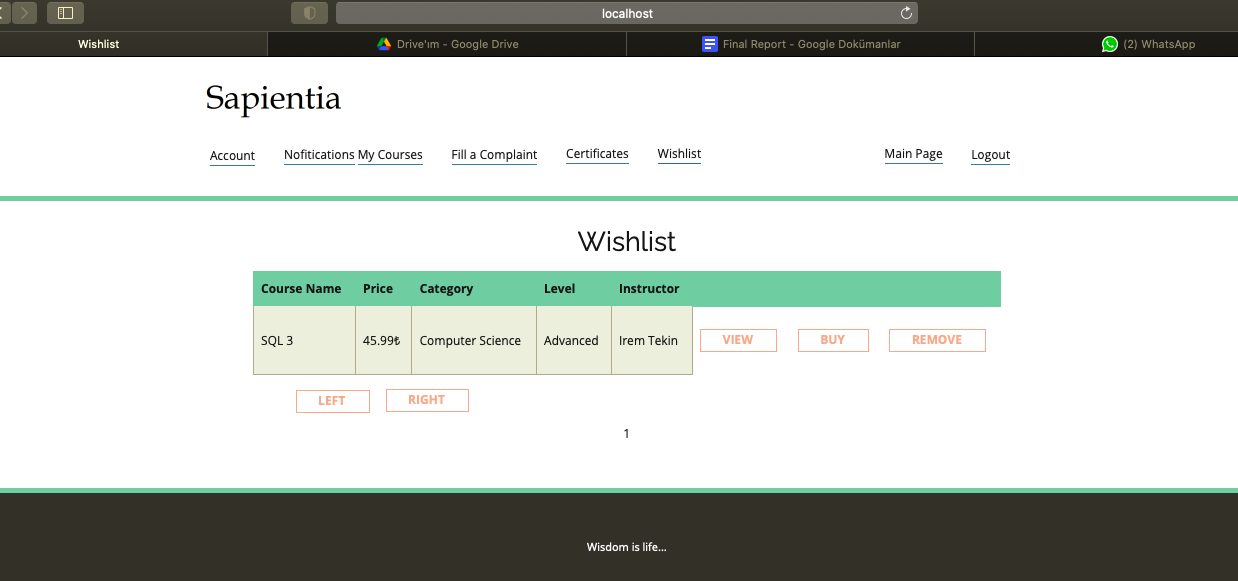 localhost
Wishlist Drive'ım - Google Drive Final Report - Google Dokümanlar (2) WhatsApp
Sapientia
Account Nofitications My Courses Fill a Complaint Certificates Wishlist Main Page Logout
Wishlist
Course Name Price Category Level Instructor
SQL 3 45.99₺ Computer Science Advanced Irem Tekin VIEW BUY REMOVE
LEFT RIGHT
1
Wisdom is life...